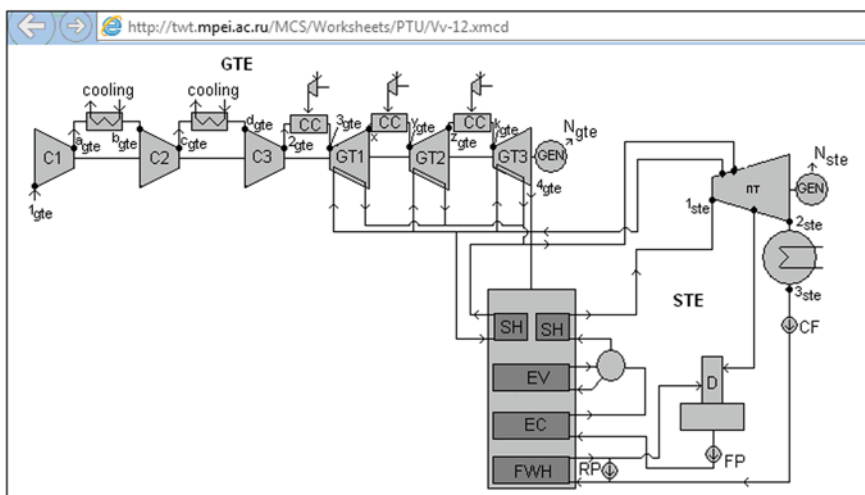 http://twt.mpei.ac.ru/MCS/Worksheets/PTU/Vv-12.xmcd
GTE
cooling
cooling
C1
a gte
b gte
C2
c gte
d gte
C3
2 gte
CC
3 gte
GT1
x
CC
y gte
GT2
z gte
CC
k gte
GT3
4 gte
GEN
N gte
1 gte
пт
GEN
N ste
1 ste
2 ste
3 ste
STE
CF
SH
SH
EV
EC
FWH
RP
D
FP